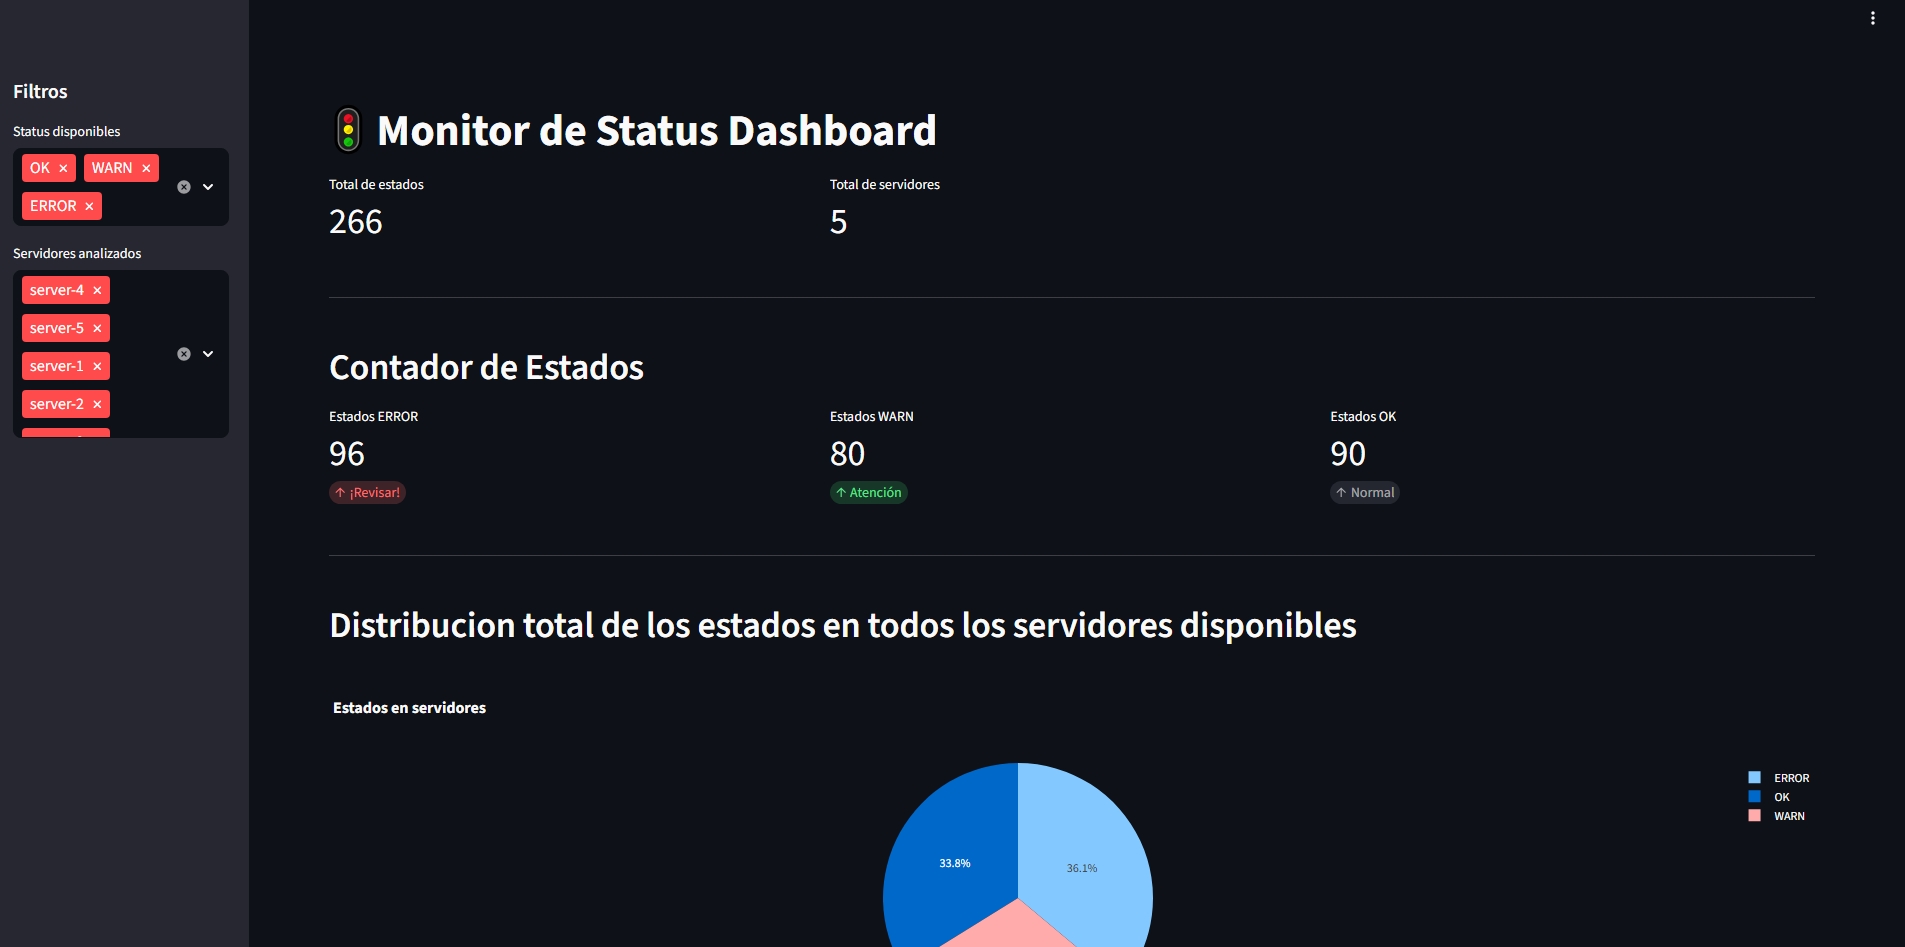 Filtros
Status disponibles
OK × WARN ×
ERROR ×
Servidores analizados
server-4 ×
server-5 ×
server-1 ×
server-2 ×
Monitor de Status Dashboard
Total de estados
266
Total de servidores
5
Contador de Estados
Estados ERROR
96
↑ ¡Revisar!
Estados WARN
80
↑ Atención
Estados OK
90
↑ Normal
Distribucion total de los estados en todos los servidores disponibles
Estados en servidores
33.8%
36.1%
ERROR
OK
WARN